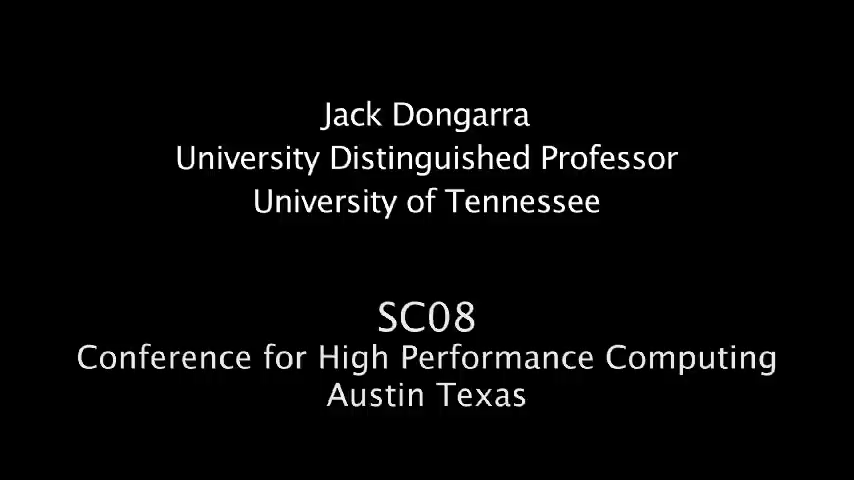 Jack Dongarra
University Distinguished Professor
University of Tennessee
SC08
Conference for High Performance Computing
Austin Texas